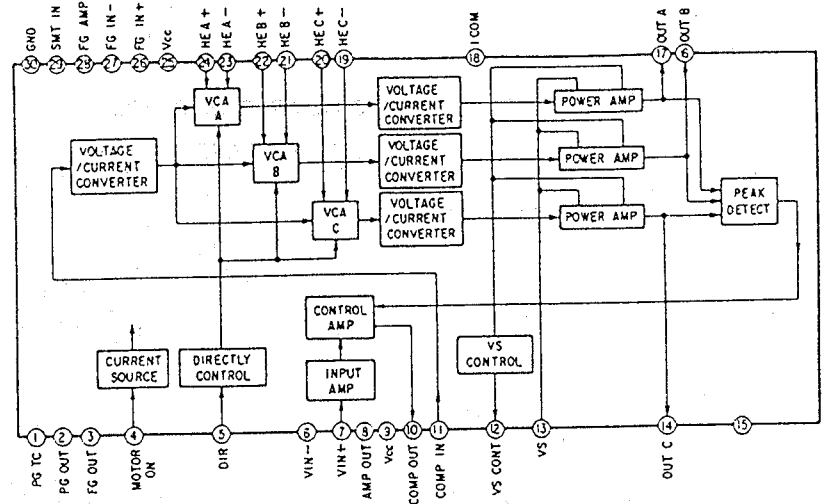 GND
SMT IN
FG AMP
FG IN-
FG IN+
Vcc
HEA+
HEA-
HEB+
HEB-
HEC+
HEC-
I COM
OUT A
OUT B
30
29
28
27
26
25
24
23
22
21
20
19
18
17
6
VCA
A
VOLTAGE
/CURRENT
CONVERTER
POWER AMP
VOLTAGE
/CURRENT
CONVERTER
VCA
B
VOLTAGE
/CURRENT
CONVERTER
POWER AMP
VCA
C
VOLTAGE
/CURRENT
CONVERTER
POWER AMP
PEAK
DETECT
CONTROL
AMP
CURRENT
SOURCE
DIRECTLY
CONTROL
INPUT
AMP
VS
CONTROL
1
2
3
4
5
6
7
8
9
10
11
12
13
14
15
PG TC
PG OUT
FG OUT
MOTOR
ON
DIR
VIN-
VIN+
AMP OUT
Vcc
COMP OUT
COMP IN
VS CONT
VS
OUT C